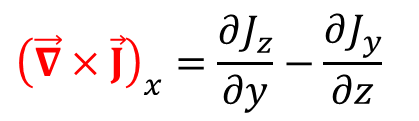 (∇⃗ × J⃗)ₓ = ∂J_z/∂y − ∂J_y/∂z